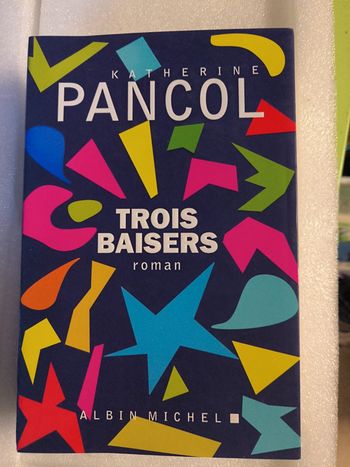 KATHERINE
PANCOL
TROIS
BAISERS
roman
ALBIN MICHEL